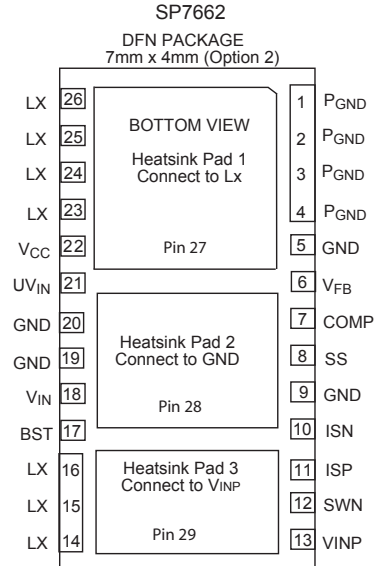 SP7662
DFN PACKAGE
7mm x 4mm (Option 2)
BOTTOM VIEW
Heatsink Pad 1
Connect to Lx
Pin 27
Heatsink Pad 2
Connect to GND
Pin 28
Heatsink Pad 3
Connect to VINP
Pin 29
LX 26
LX 25
LX 24
LX 23
VCC 22
UVIN 21
GND 20
GND 19
VIN 18
BST 17
LX 16
LX 15
LX 14
1 PGND
2 PGND
3 PGND
4 PGND
5 GND
6 VFB
7 COMP
8 SS
9 GND
10 ISN
11 ISP
12 SWN
13 VINP